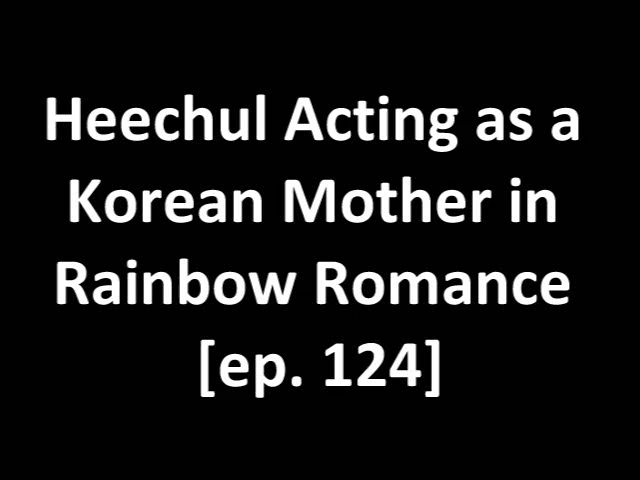 Heechul Acting as a
Korean Mother in
Rainbow Romance
[ep. 124]